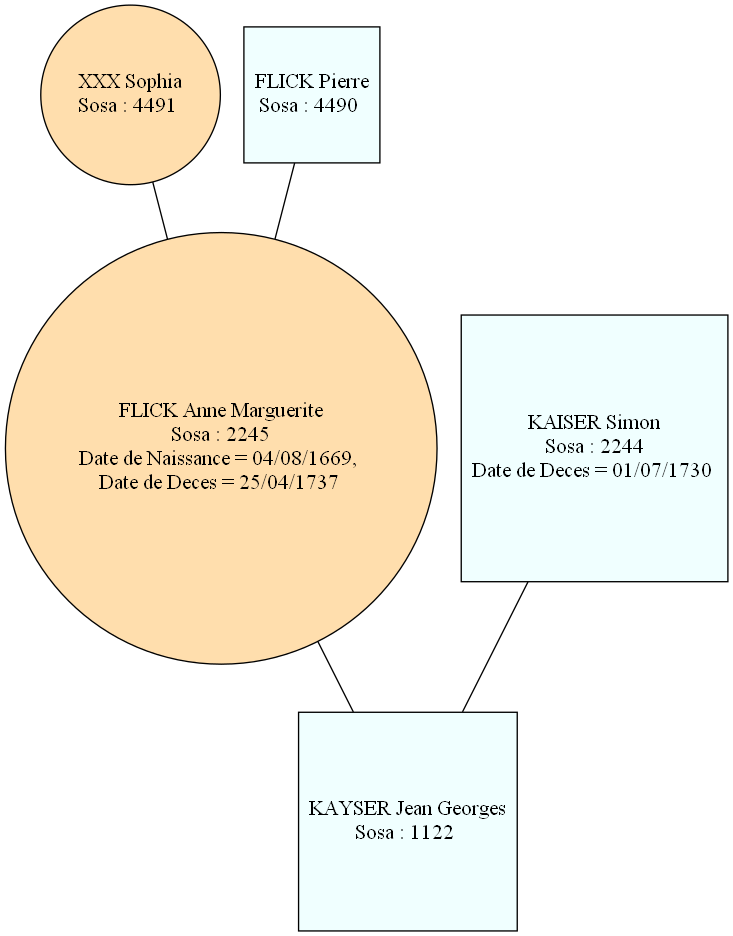 XXX Sophia
Sosa : 4491
FLICK Pierre
Sosa : 4490
FLICK Anne Marguerite
Sosa : 2245
Date de Naissance = 04/08/1669,
Date de Deces = 25/04/1737
KAISER Simon
Sosa : 2244
Date de Deces = 01/07/1730
KAYSER Jean Georges
Sosa : 1122